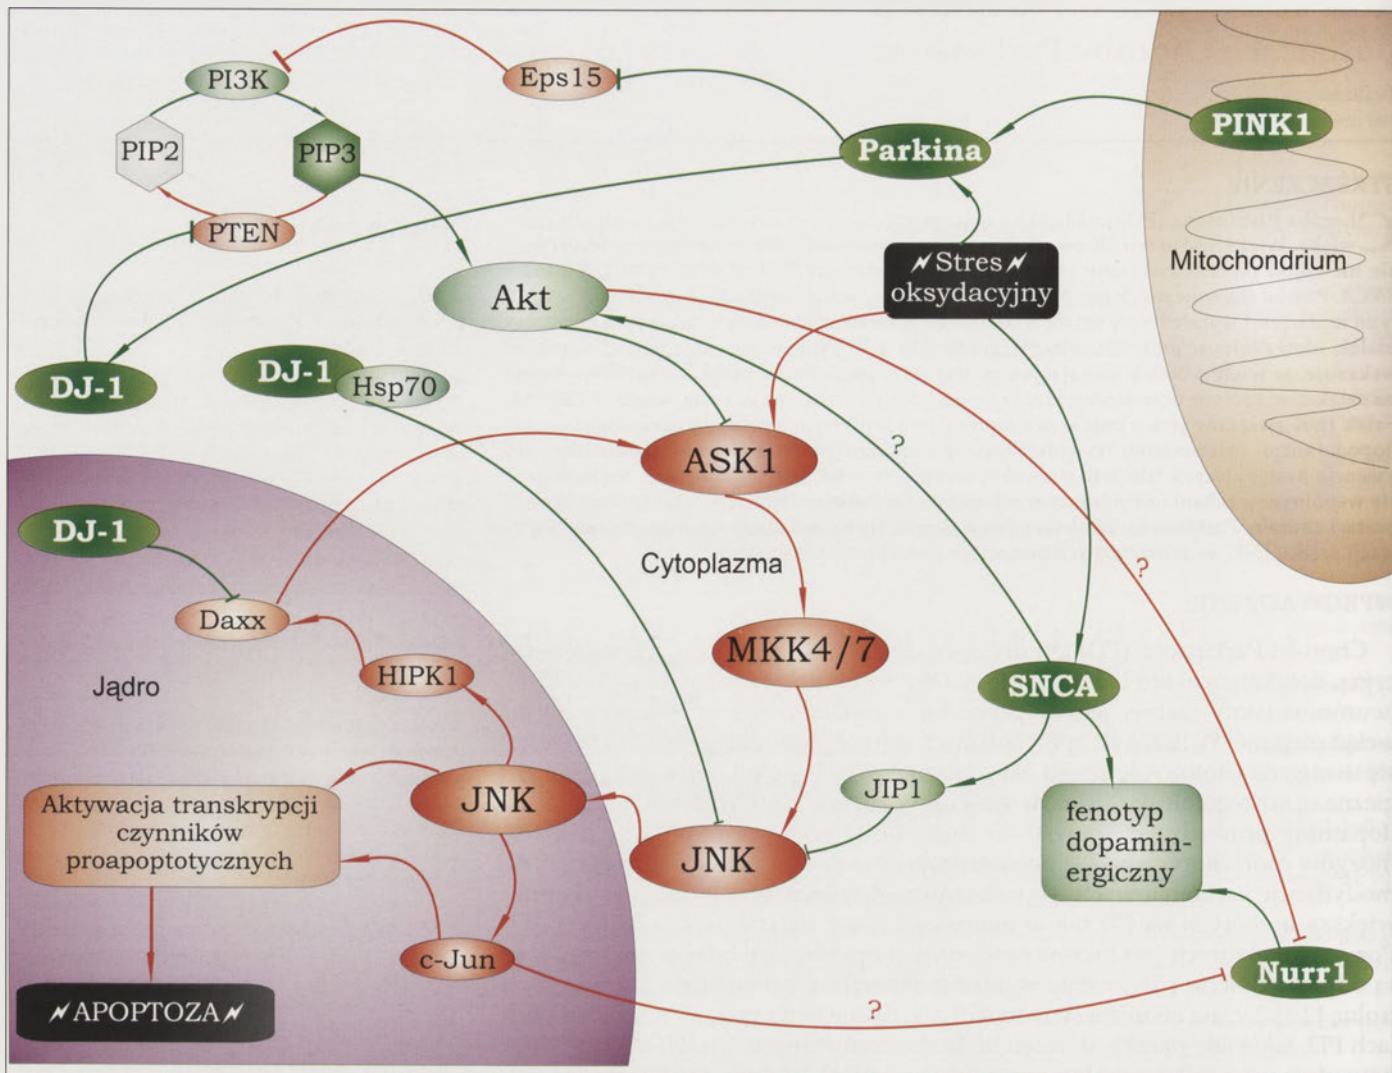 PI3K
Eps15
PINK1
PIP2
PIP3
Parkina
PTEN
Stres
oksydacyjny
Mitochondrium
Akt
DJ-1
DJ-1
Hsp70
?
ASK1
DJ-1
Cytoplazma
?
Daxx
MKK4/7
HIPK1
SNCA
Jądro
JNK
JIP1
Aktywacja transkrypcji
czynników
proapoptotycznych
fenotyp
dopamin-
ergiczny
JNK
c-Jun
Nurr1
APOPTOZA
?